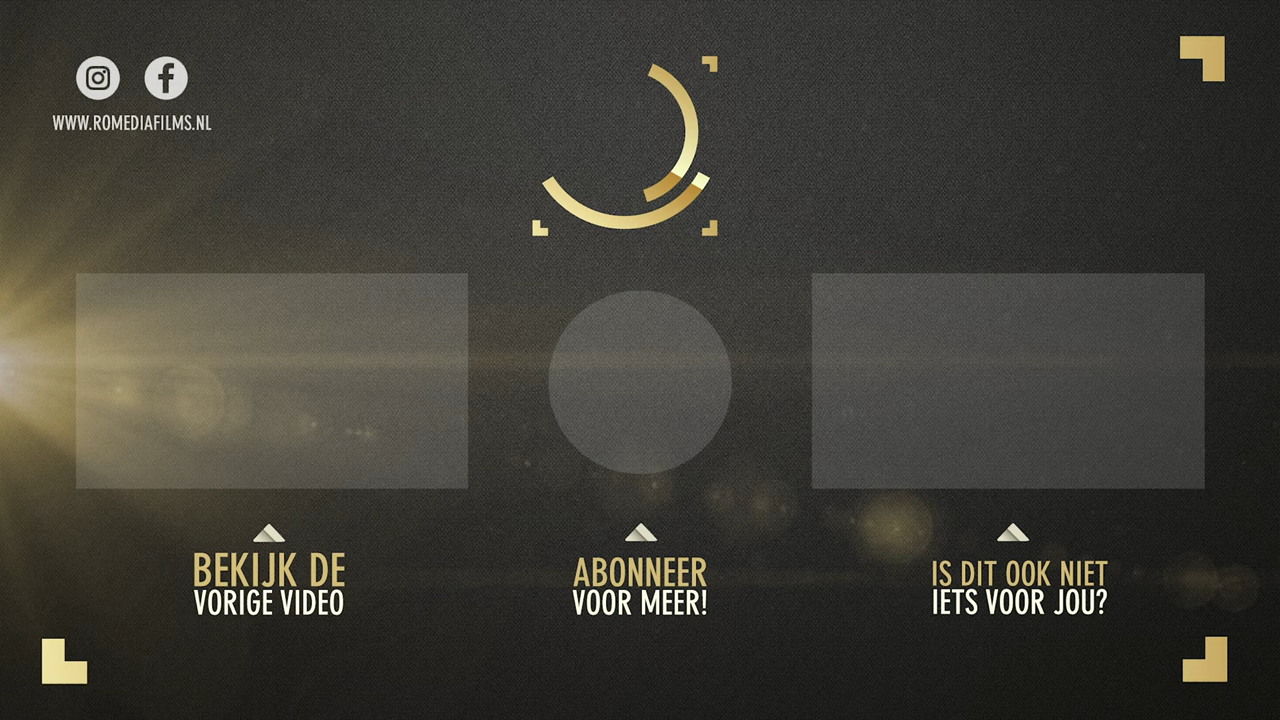 WWW.ROMEDIAFILMS.NL
BEKIJK DE
VORIGE VIDEO
ABONNEER
VOOR MEER!
IS DIT OOK NIET
IETS VOOR JOU?